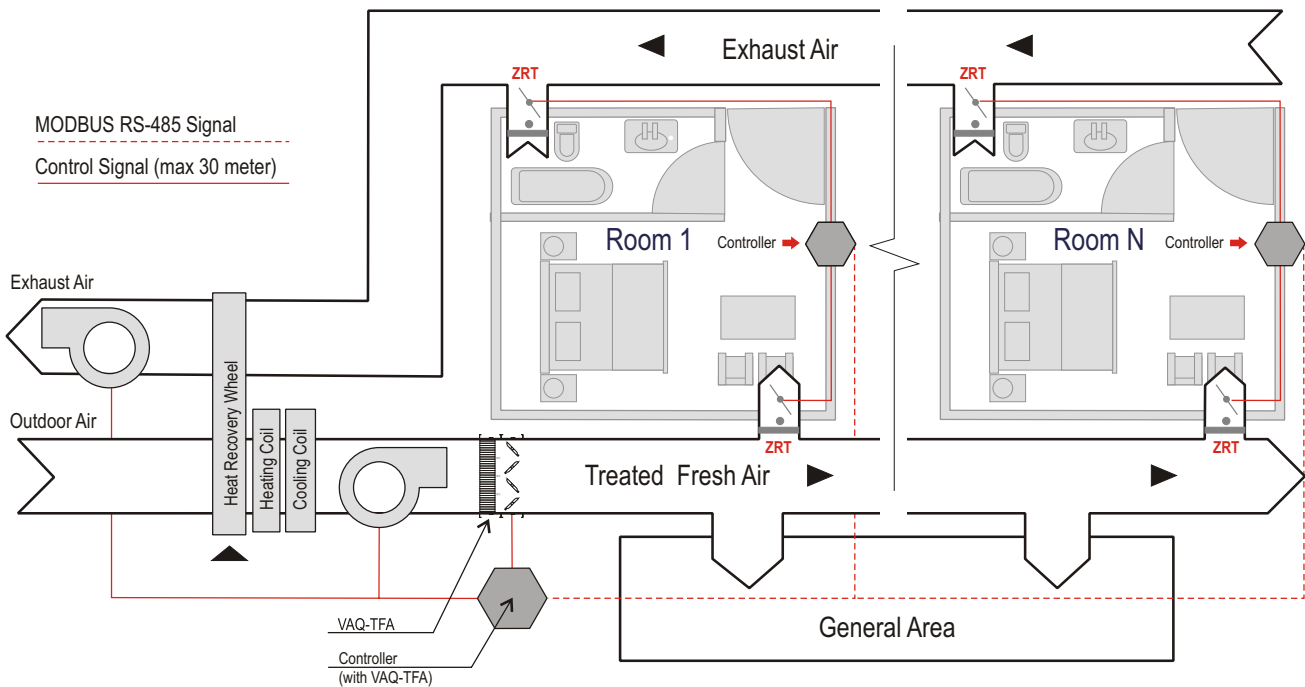 Exhaust Air
ZRT
ZRT
MODBUS RS-485 Signal
Control Signal (max 30 meter)
Room 1
Controller
Room N
Controller
Exhaust Air
Heat Recovery Wheel
Heating Coil
Cooling Coil
Outdoor Air
ZRT
ZRT
Treated Fresh Air
VAQ-TFA
Controller
(with VAQ-TFA)
General Area